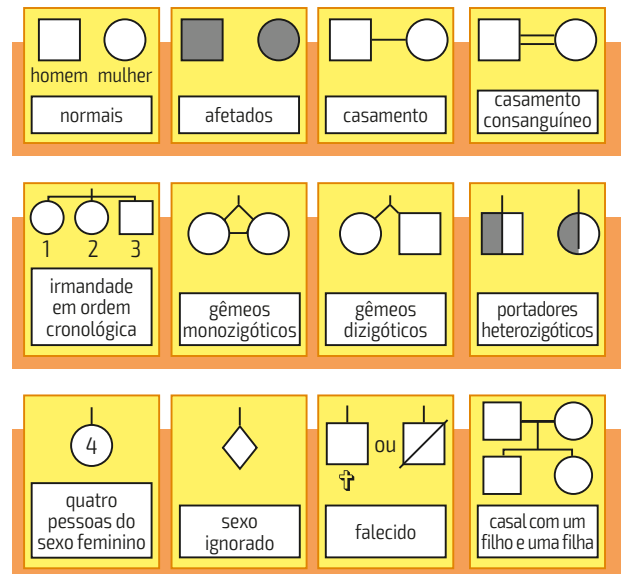 homem mulher
normais
afetados
casamento
casamento
consanguíneo
1 2 3
irmandade
em ordem
cronológica
gêmeos
monozigóticos
gêmeos
dizigóticos
portadores
heterozigóticos
4
quatro
pessoas do
sexo feminino
sexo
ignorado
ou
falecido
casal com um
filho e uma filha